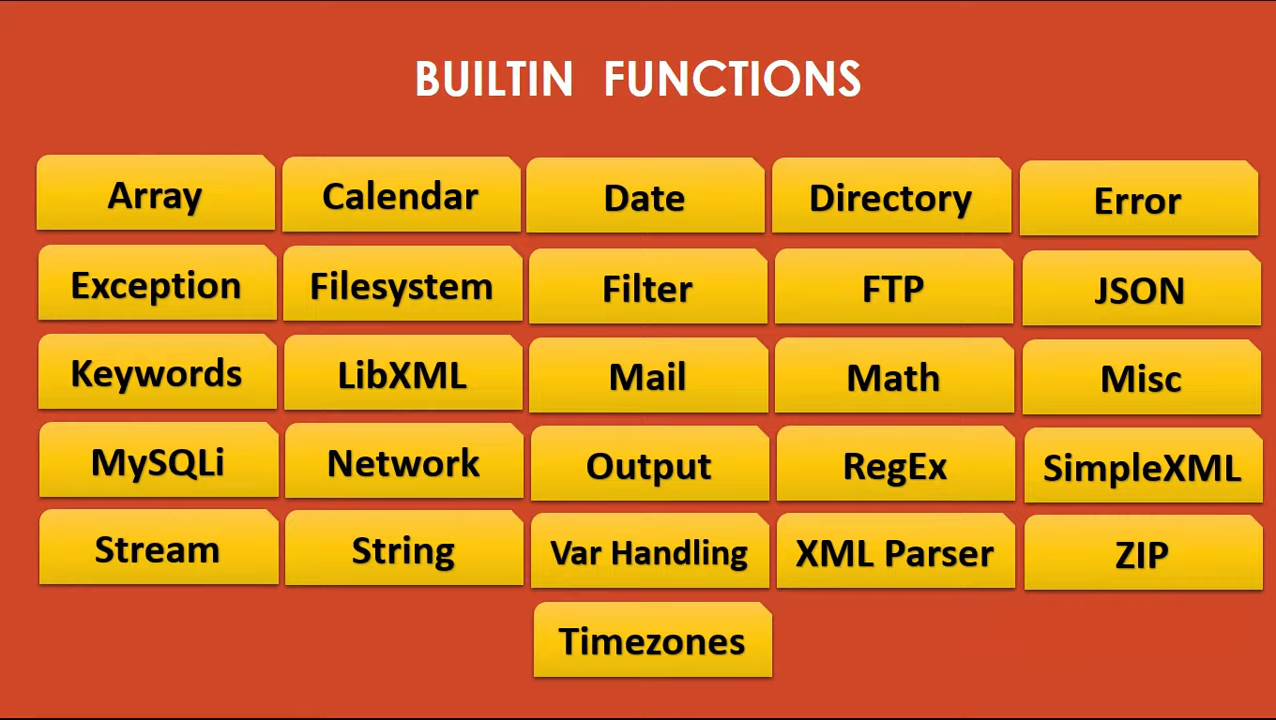 BUILTIN FUNCTIONS
Array Calendar Date Directory Error
Exception Filesystem Filter FTP JSON
Keywords LibXML Mail Math Misc
MySQLi Network Output RegEx SimpleXML
Stream String Var Handling XML Parser ZIP
Timezones